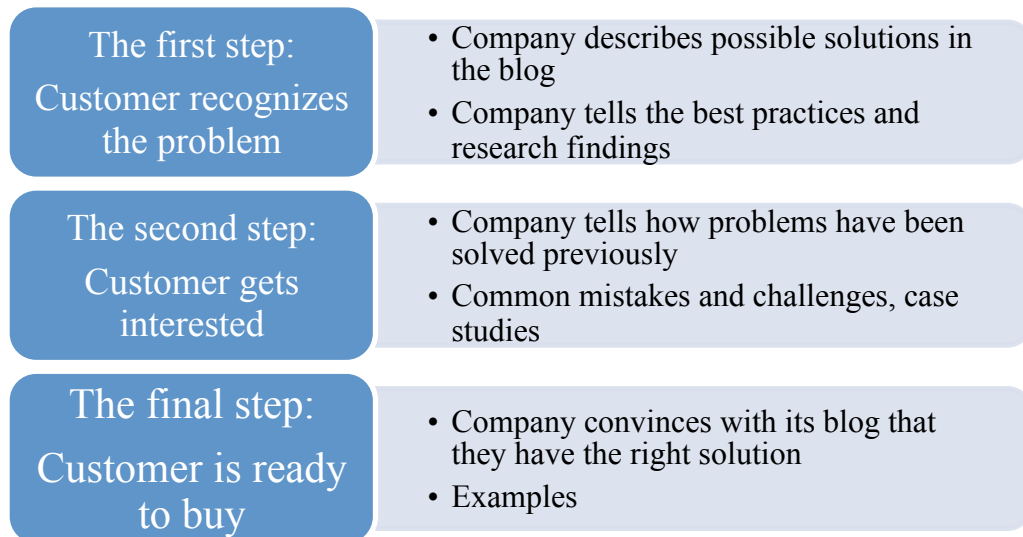 The first step:
Customer recognizes
the problem
• Company describes possible solutions in
the blog
• Company tells the best practices and
research findings
The second step:
Customer gets
interested
• Company tells how problems have been
solved previously
• Common mistakes and challenges, case
studies
The final step:
Customer is ready
to buy
• Company convinces with its blog that
they have the right solution
• Examples